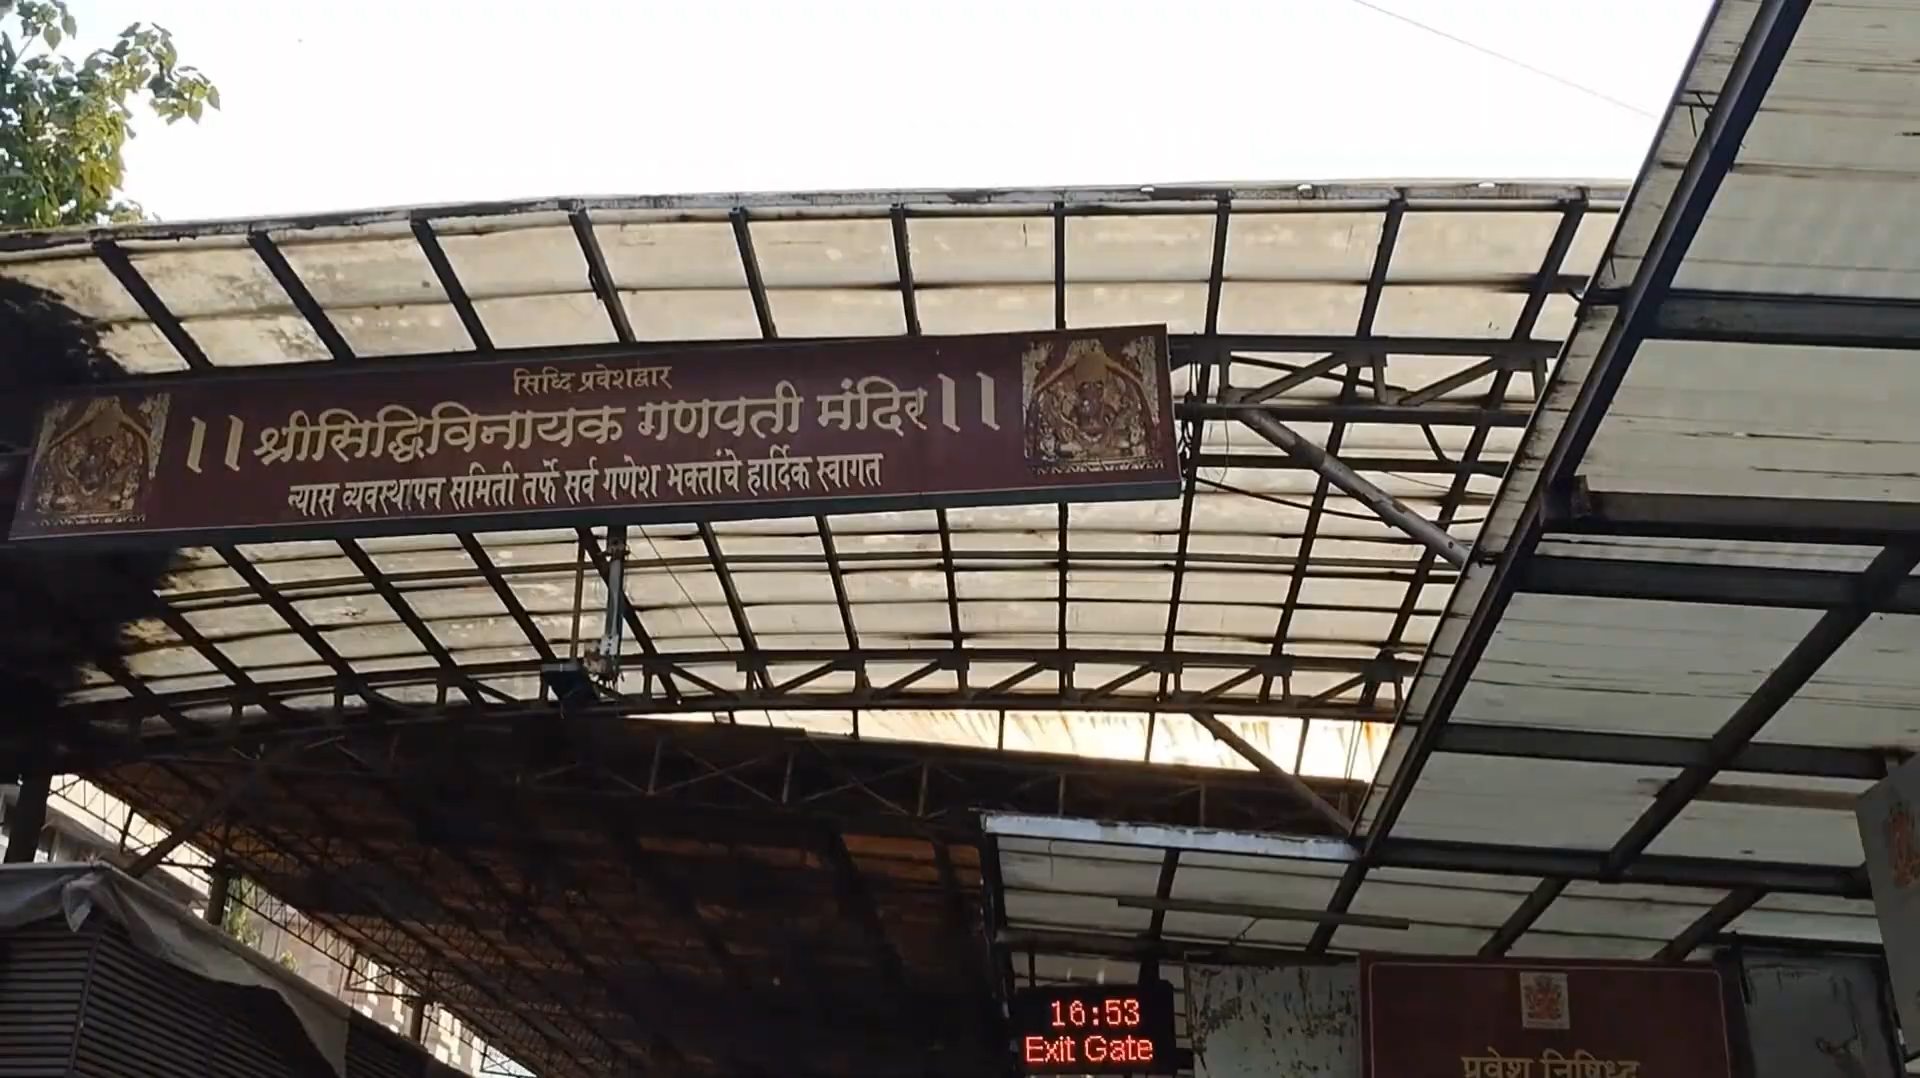 सिध्दि प्रवेशद्वार
।।श्रीसिद्धिविनायक गणपती मंदिर।।
न्यास व्यवस्थापन समिती तर्फे सर्व गणेश भक्तांचे हार्दिक स्वागत
16:53
Exit Gate
प्रवेश निषिध्द